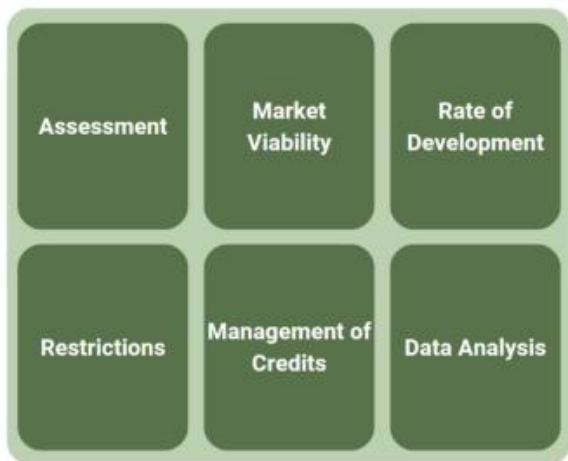 Assessment
Market
Viability
Rate of
Development
Restrictions
Management of
Credits
Data Analysis